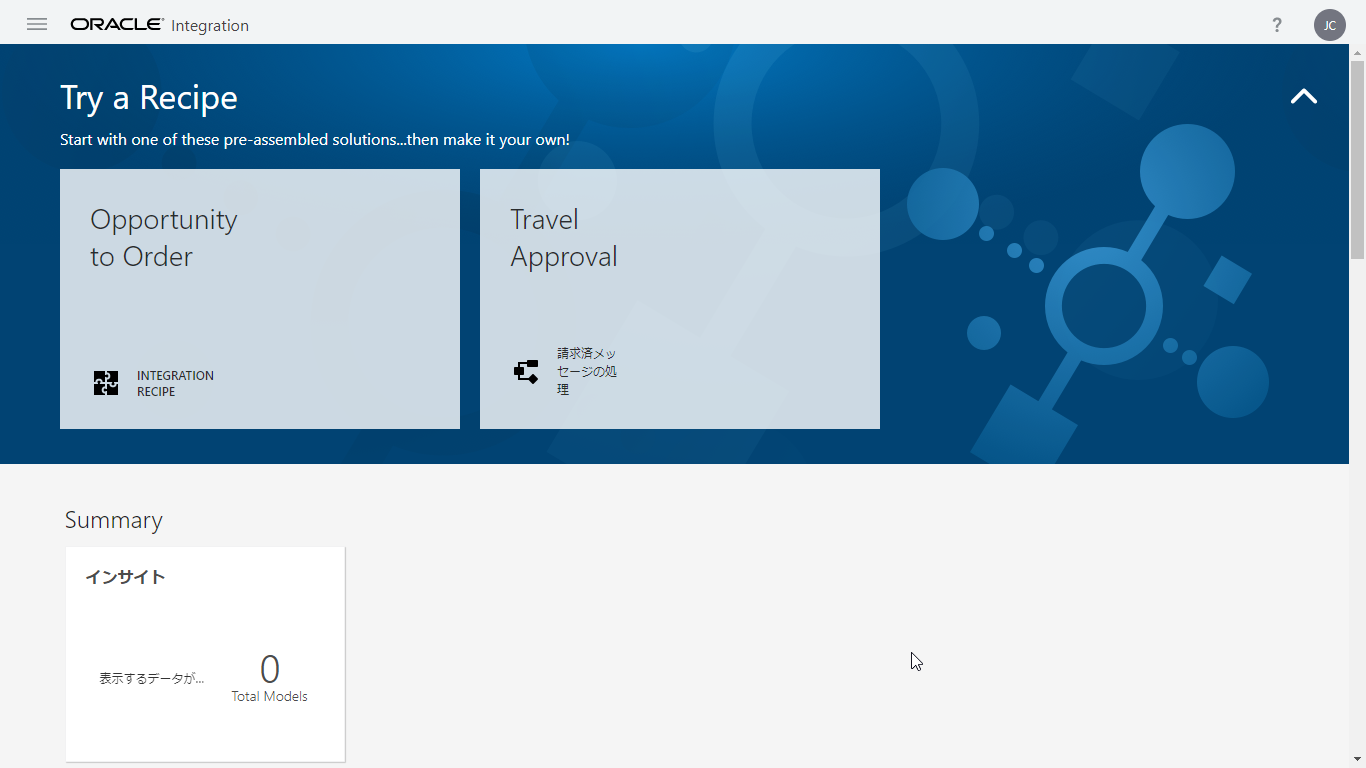 ORACLE Integration
?
JC
Try a Recipe
Start with one of these pre-assembled solutions...then make it your own!
Opportunity
to Order
INTEGRATION
RECIPE
Travel
Approval
請求済メッ
セージの処
理
Summary
インサイト
表示するデータが...
0
Total Models